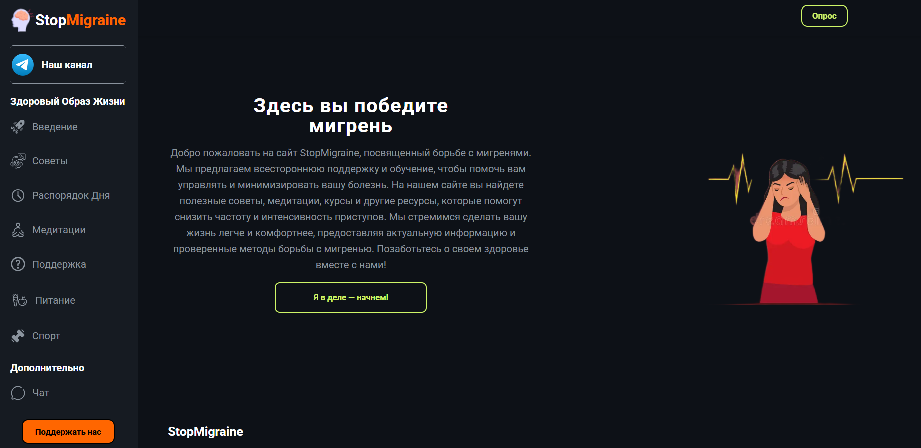 StopMigraine
Опрос
Наш канал
Здоровый Образ Жизни
Введение
Советы
Распорядок Дня
Медитации
Поддержка
Питание
Спорт
Дополнительно
Чат
Поддержать нас
Здесь вы победите
мигрень
Добро пожаловать на сайт StopMigraine, посвященный борьбе с мигренями.
Мы предлагаем всестороннюю поддержку и обучение, чтобы помочь вам
управлять и минимизировать вашу болезнь. На нашем сайте вы найдете
полезные советы, медитации, курсы и другие ресурсы, которые помогут
снизить частоту и интенсивность приступов. Мы стремимся сделать вашу
жизнь легче и комфортнее, предоставляя актуальную информацию и
проверенные методы борьбы с мигренью. Позаботьтесь о своем здоровье
вместе с нами!
Я в деле — начнем!
StopMigraine